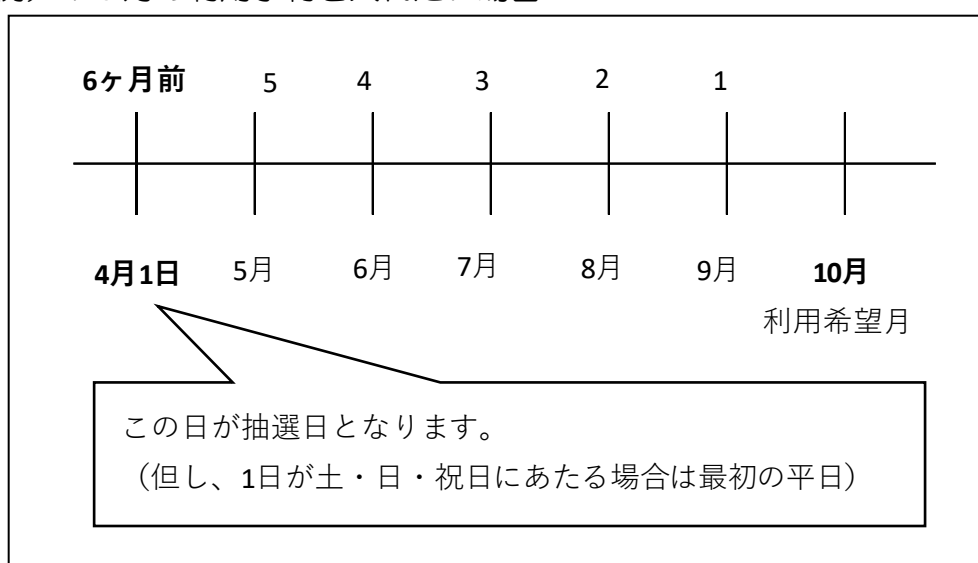 6ヶ月前 5 4 3 2 1
4月1日 5月 6月 7月 8月 9月 10月
利用希望月
この日が抽選日となります。
（但し、1日が土・日・祝日にあたる場合は最初の平日）